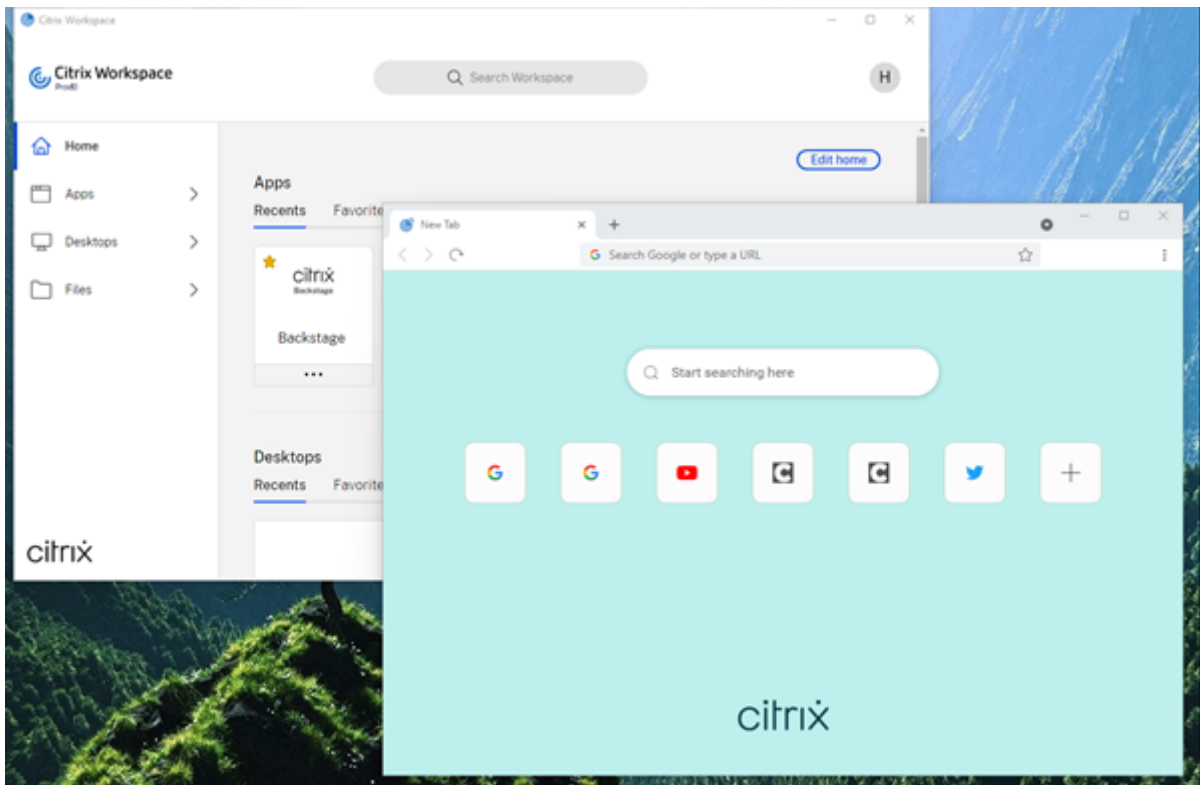 Citrix Workspace
Citrix Workspace
Search Workspace
H
Home
Edit home
Apps
Apps
Recents Favorite
New Tab
Desktops
Search Google or type a URL
citrix
Backstage
Files
Backstage
Start searching here
Desktops
Recents Favorite
citrix
citrix